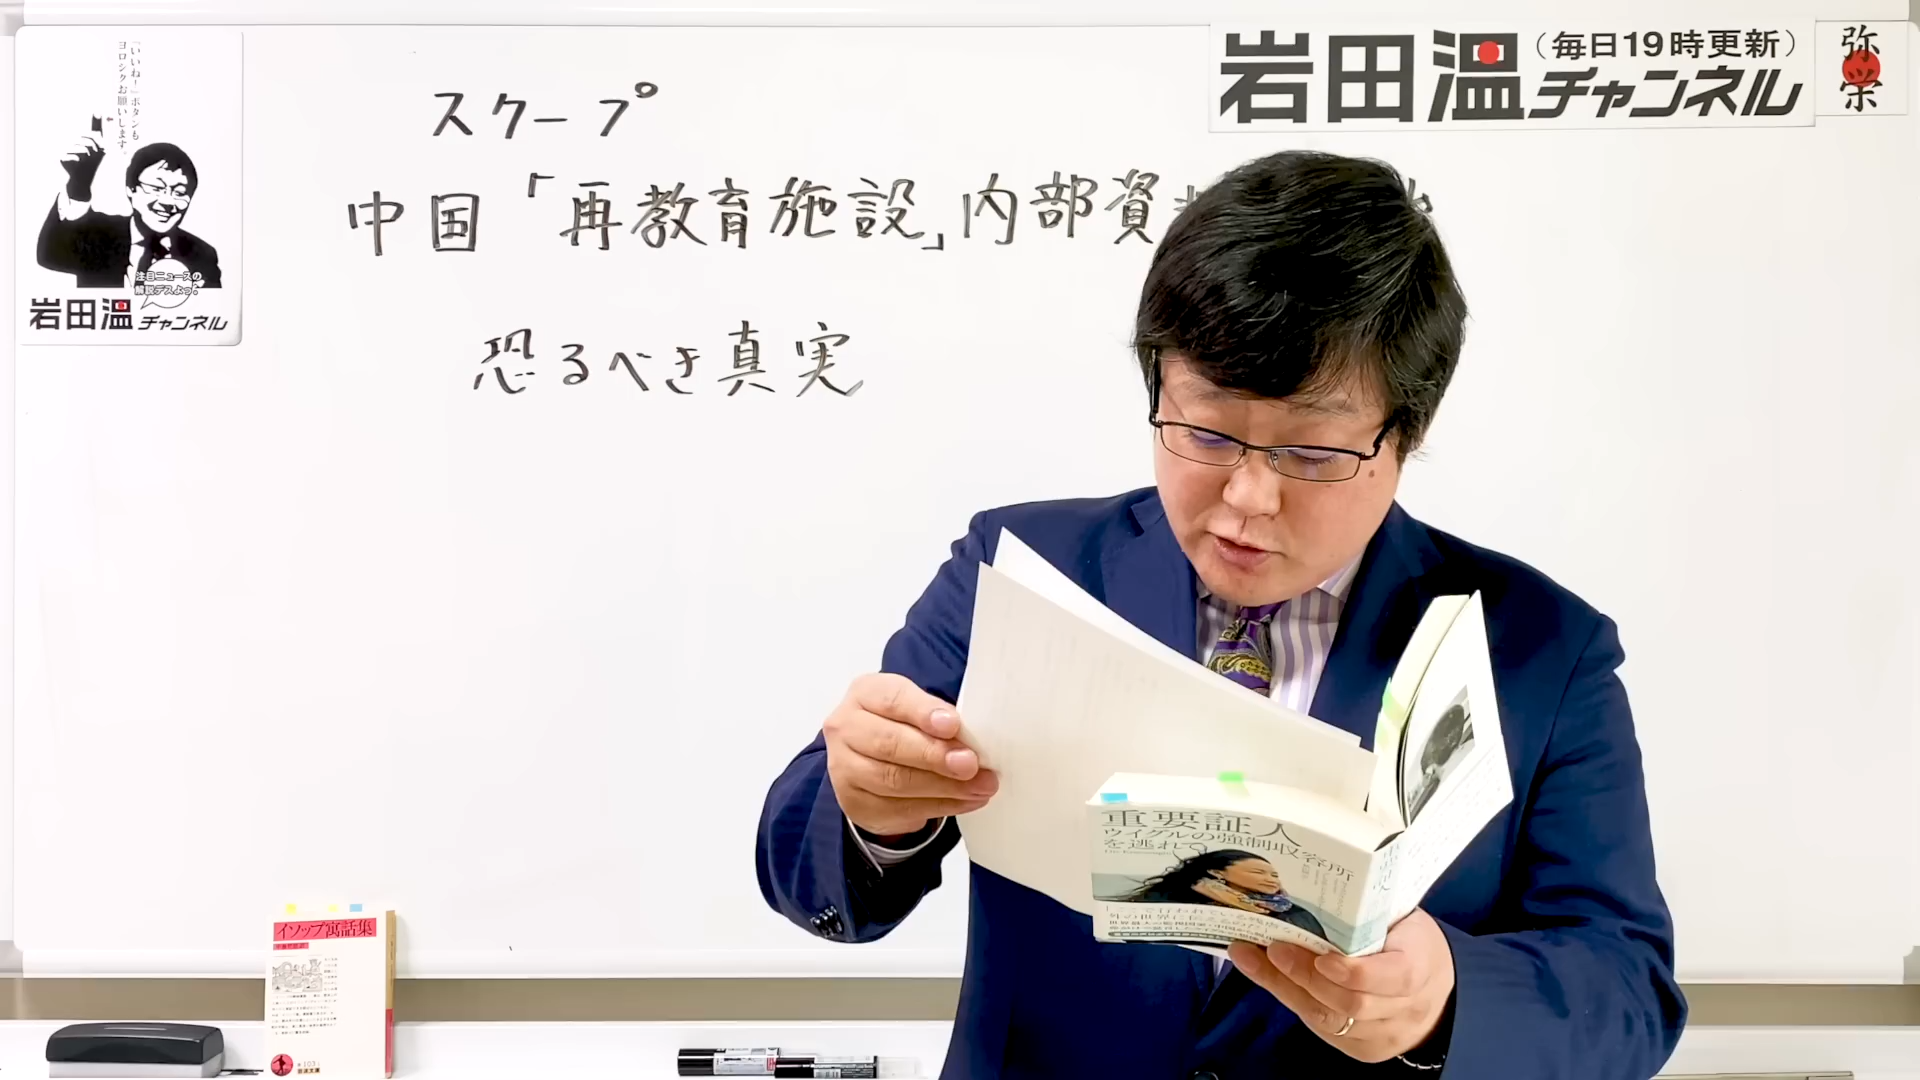 「いいね！」ボタンも
ヨロシクお願いします。
注目ニュースの
解説デスよっ！
岩田温チャンネル
スクープ
中国「再教育施設」内部資
恐るべき真実
岩田温チャンネル
（毎日19時更新）
弥栄
イソップ寓話集
岩波文庫
重要証人
ウイグルの強制収容所
を逃れて